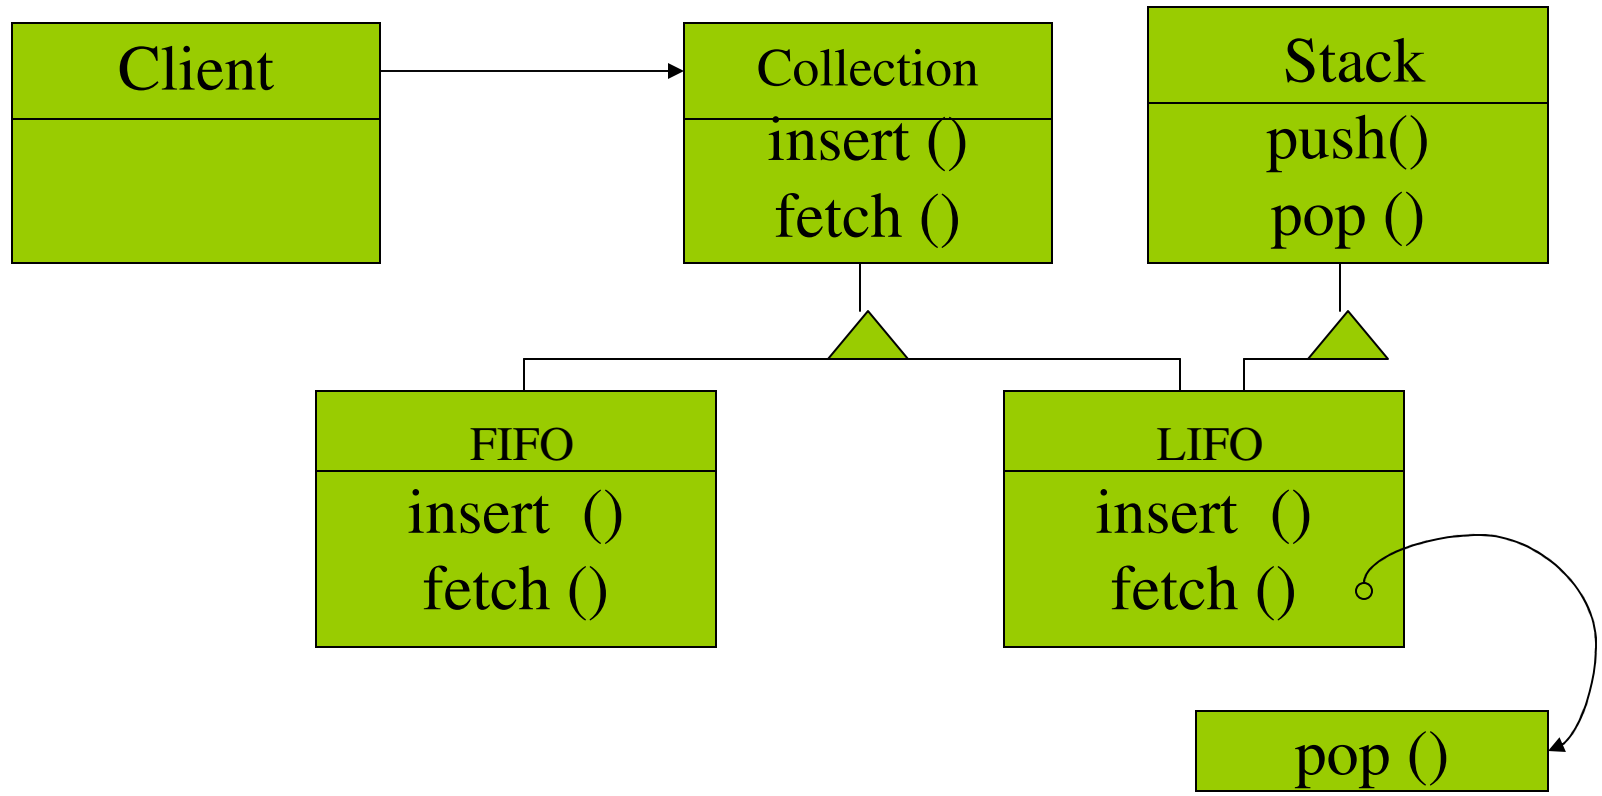 Client
Collection
insert ()
fetch ()
Stack
push()
pop ()
FIFO
insert  ()
fetch ()
LIFO
insert  ()
fetch ()
pop ()